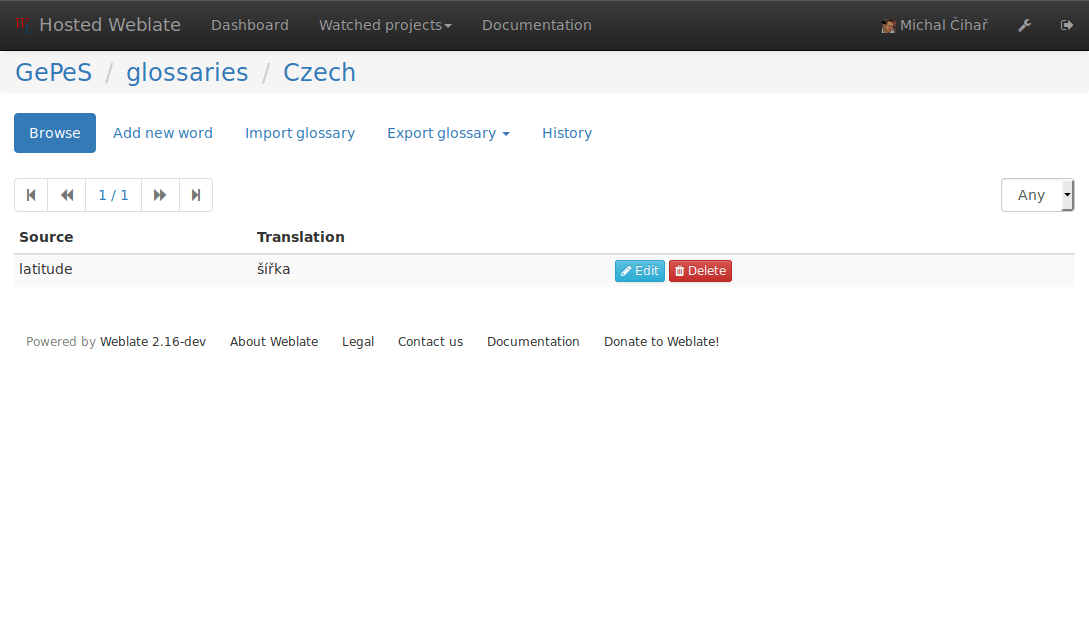 Hosted Weblate Dashboard Watched projects Documentation Michal Čihař
GePeS / glossaries / Czech
Browse Add new word Import glossary Export glossary History
1 / 1 Any
Source Translation
latitude šířka Edit Delete
Powered by Weblate 2.16-dev About Weblate Legal Contact us Documentation Donate to Weblate!